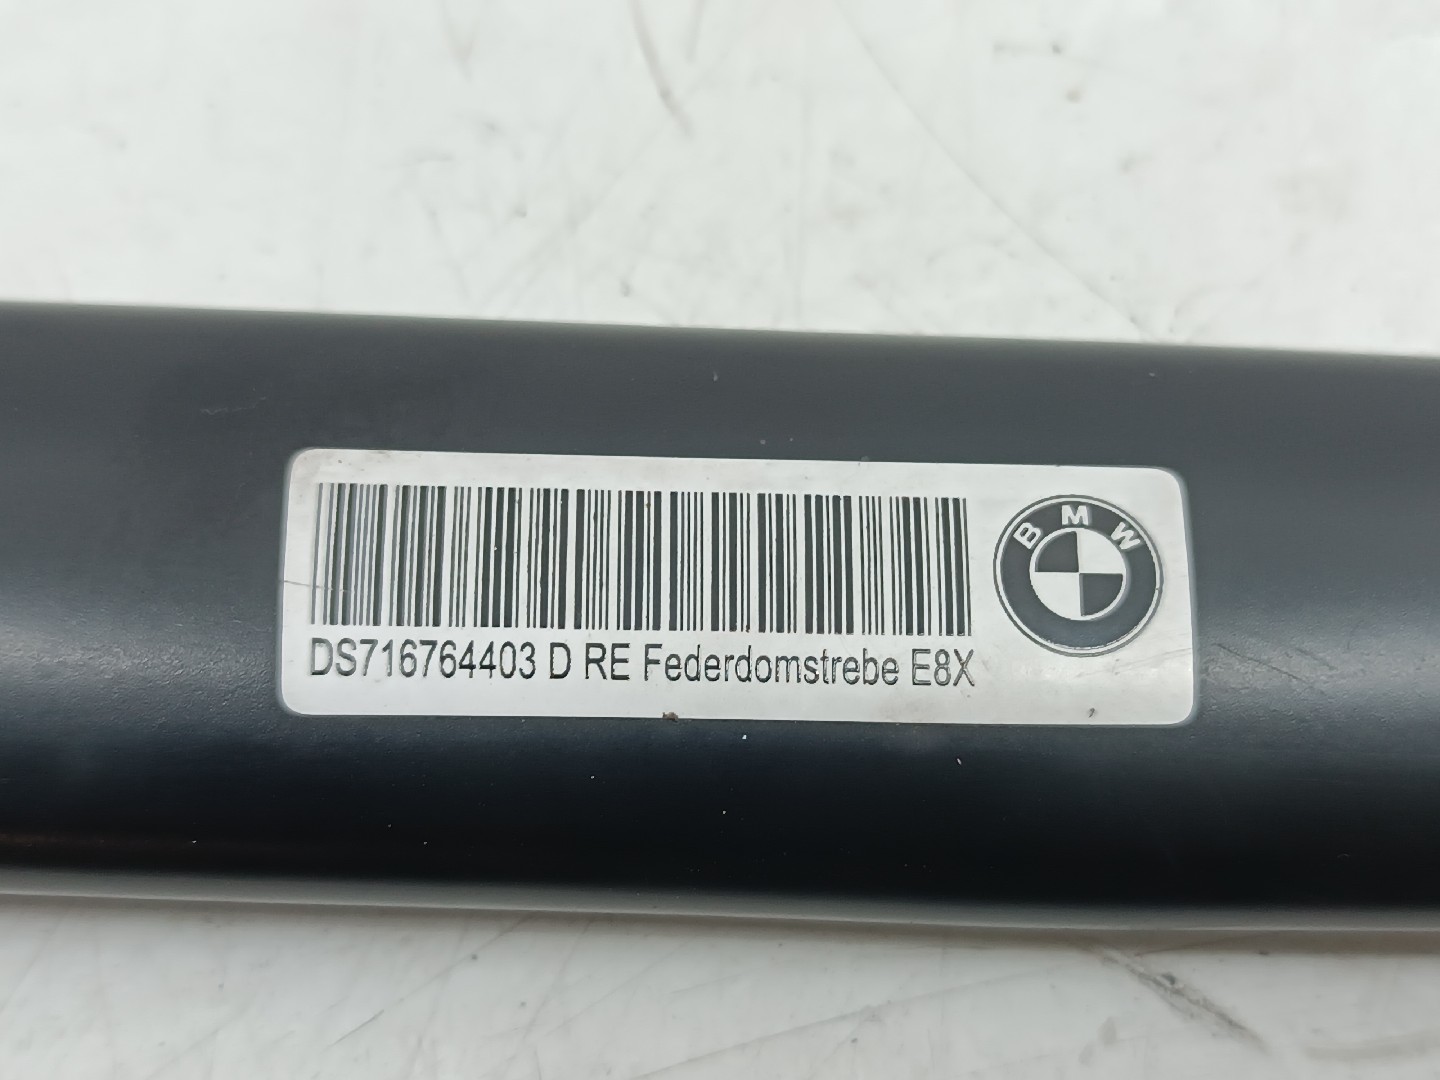 BMW
DS716764403 D RE Federdomstrebe E8X